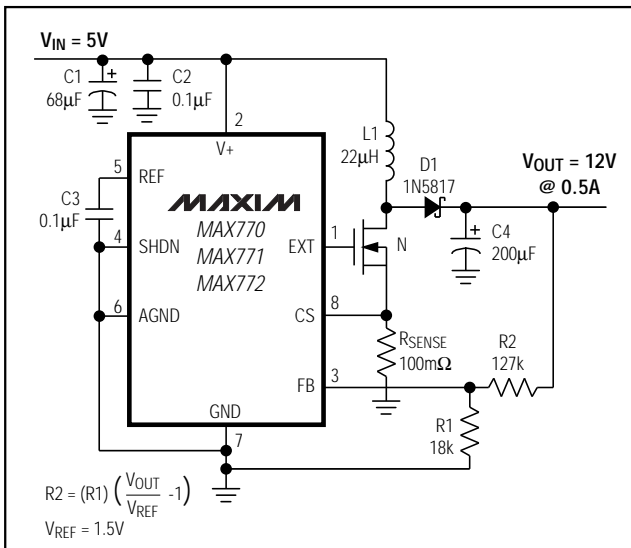 VIN = 5V
C1
68µF
C2
0.1µF
2
V+
L1
22µH
D1
1N5817
VOUT = 12V
@ 0.5A
5
REF
C3
0.1µF
MAXIM
MAX770
MAX771
MAX772
4
SHDN
EXT
1
N
C4
200µF
6
AGND
CS
8
RSENSE
100mΩ
R2
127k
FB
3
R1
18k
GND
7
R2 = (R1) (VOUT/VREF -1)
VREF = 1.5V